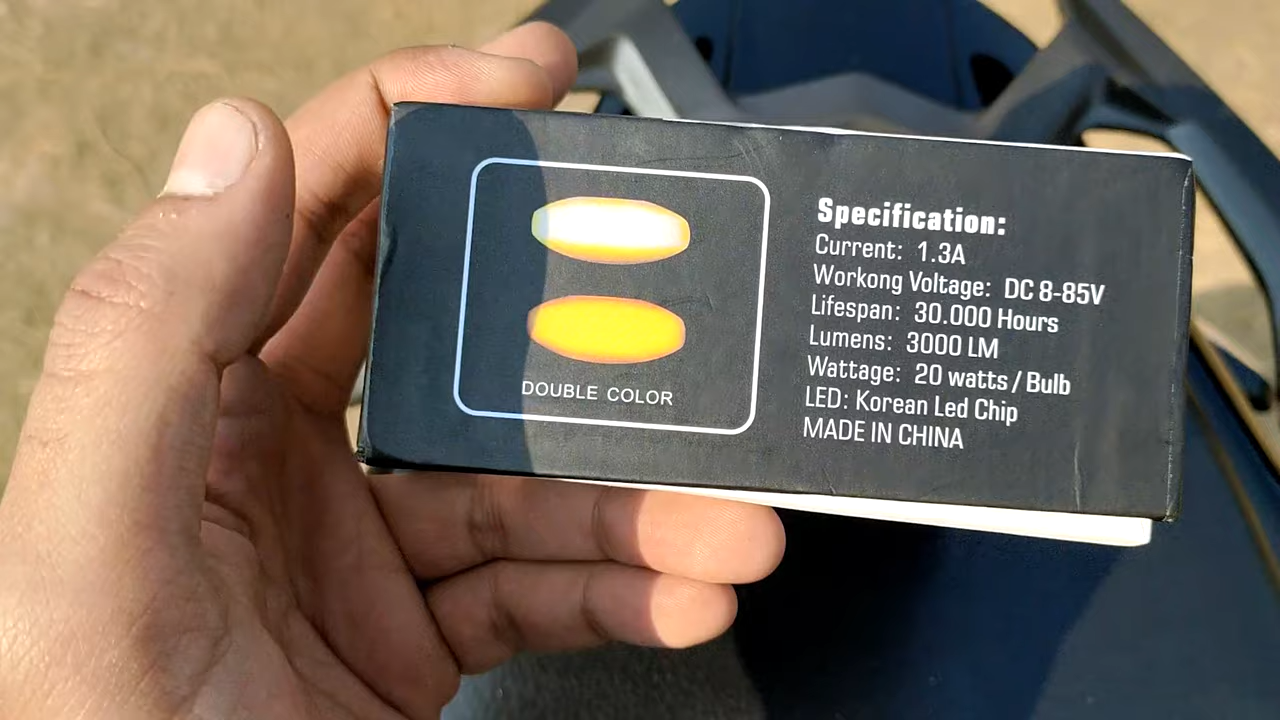 DOUBLE COLOR
Specification:
Current: 1.3A
Workong Voltage: DC 8-85V
Lifespan: 30.000 Hours
Lumens: 3000 LM
Wattage: 20 watts / Bulb
LED: Korean Led Chip
MADE IN CHINA